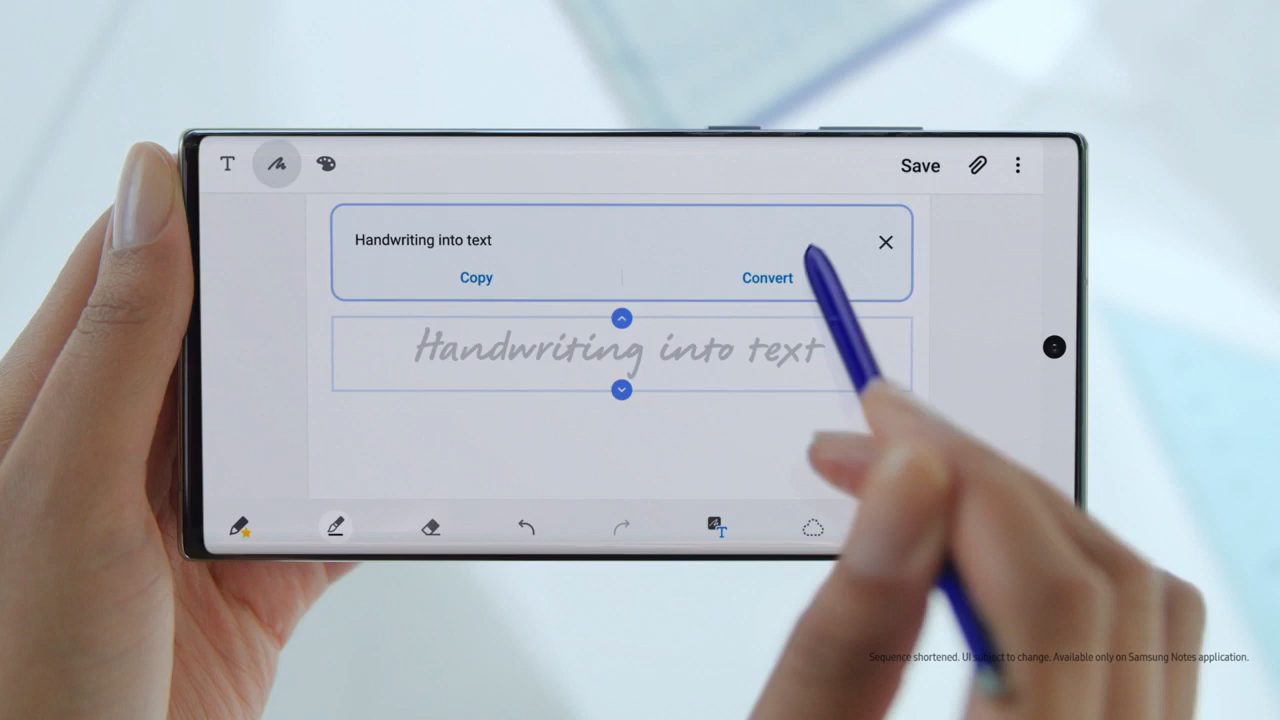 T
Save
Handwriting into text
Copy
Convert
Handwriting into text
T
Sequence shortened. UI subject to change. Available only on Samsung Notes application.